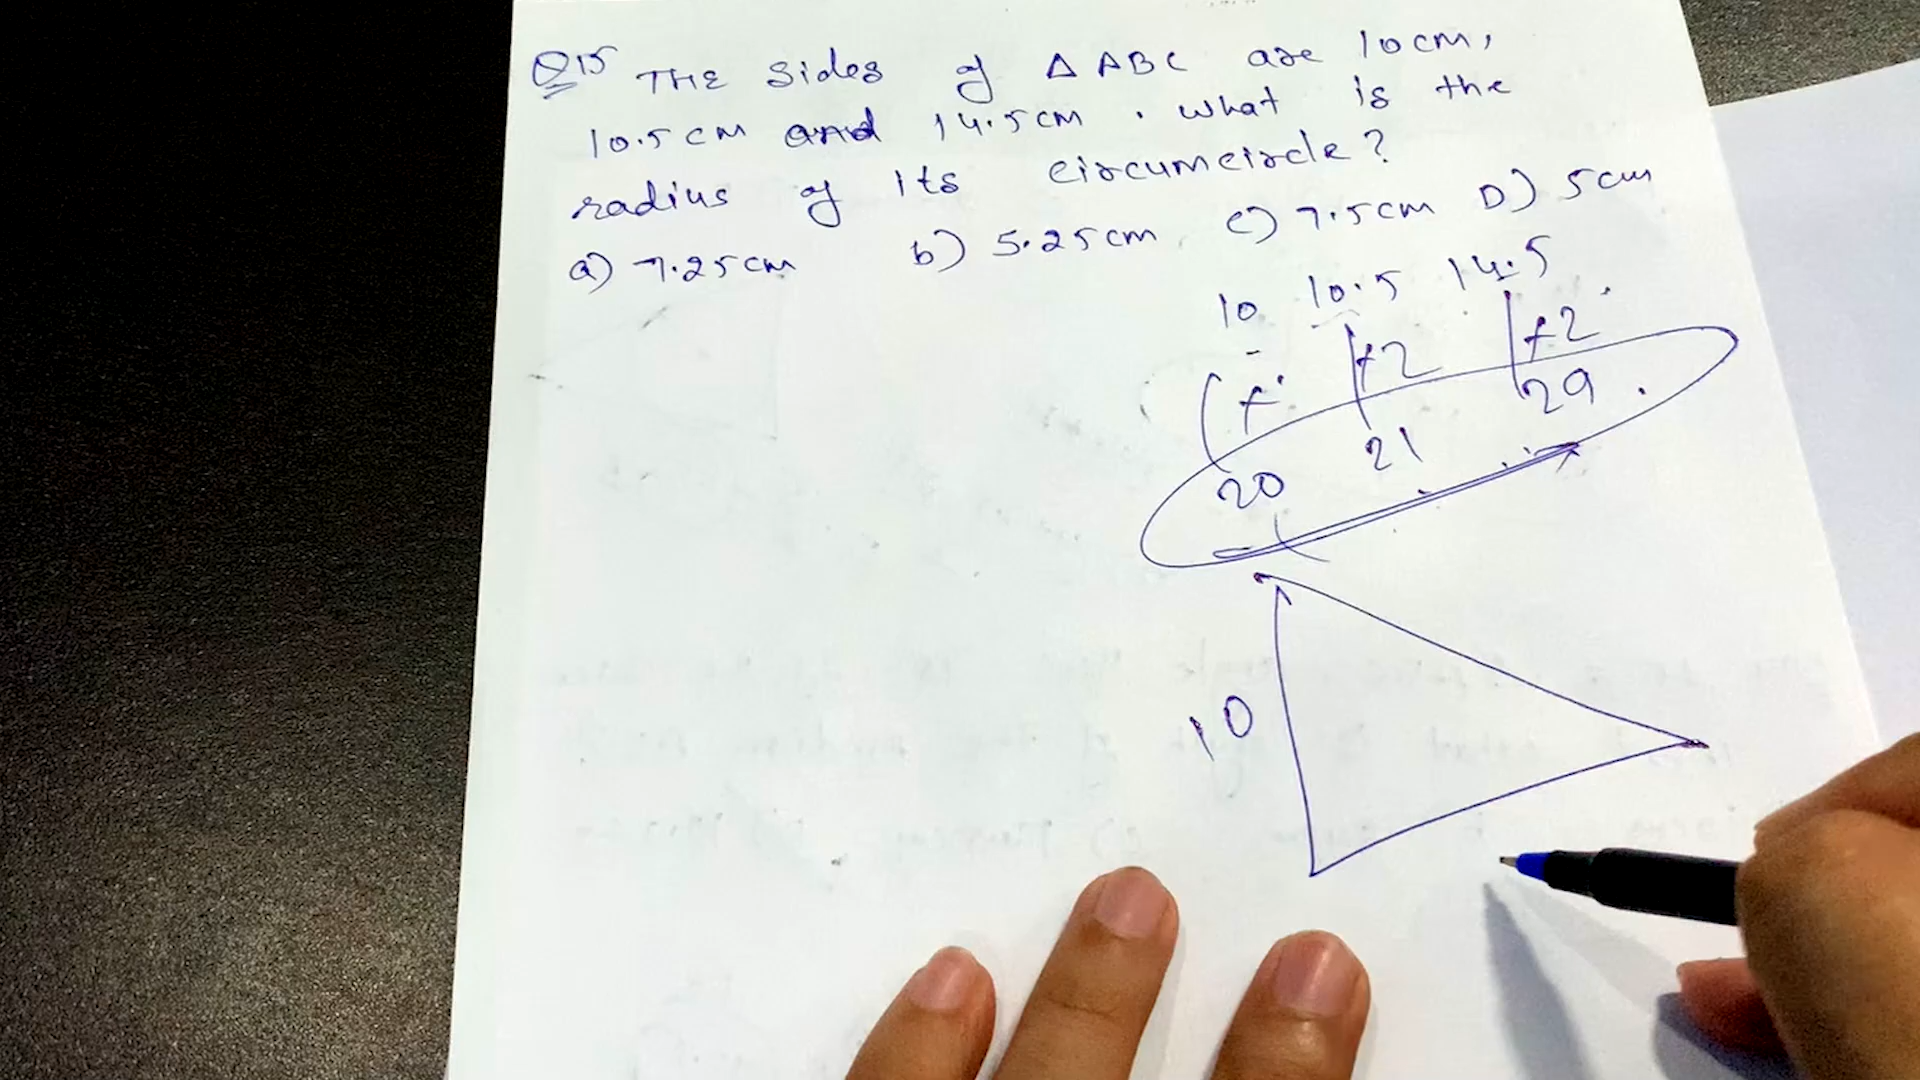 Q15 THE sides of Δ ABC are 10cm,
10.5cm and 14.5cm. what is the
radius of its circumcircle?
a) 7.25cm b) 5.25cm c) 7.5cm D) 5cm
10 10.5 14.5
×2 ×2
20 21 29
10